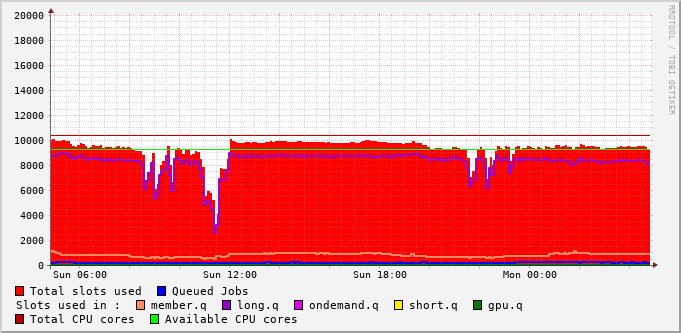 20000
18000
16000
14000
12000
10000
8000
6000
4000
2000
0
Sun 06:00 Sun 12:00 Sun 18:00 Mon 00:00
Total slots used Queued Jobs
Slots used in : member.q long.q ondemand.q short.q gpu.q
Total CPU cores Available CPU cores
RRDTOOL / TOBI OETIKER